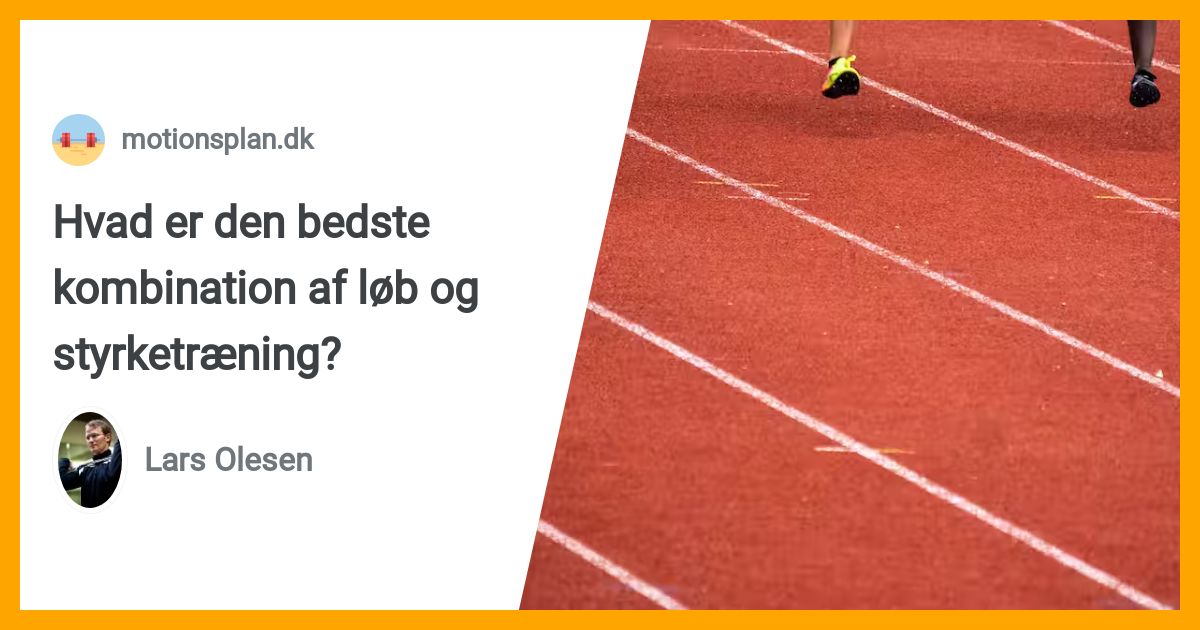 motionsplan.dk
Hvad er den bedste
kombination af løb og
styrketræning?
Lars Olesen